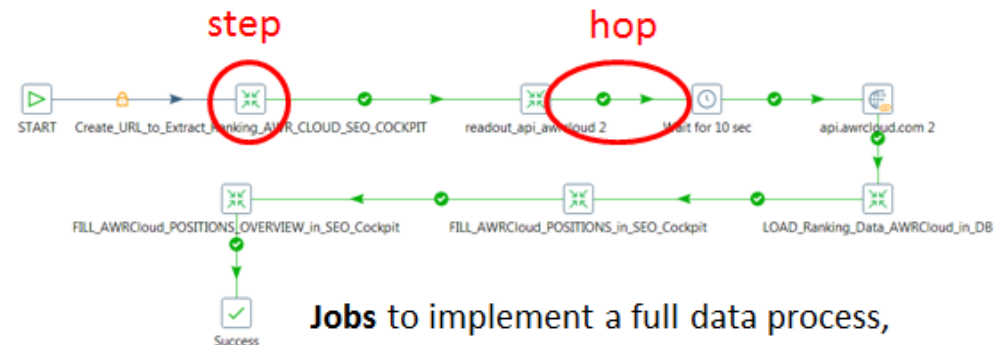 step
hop
START
Create_URL_to_Extract_Ranking_AWR_CLOUD_SEO_COCKPIT
readout_api_awrcloud 2
Wait for 10 sec
api.awrcloud.com 2
FILL_AWRCloud_POSITIONS_OVERVIEW_in_SEO_Cockpit
FILL_AWRCloud_POSITIONS_in_SEO_Cockpit
LOAD_Ranking_Data_AWRCloud_in_DB
Jobs to implement a full data process,
Success